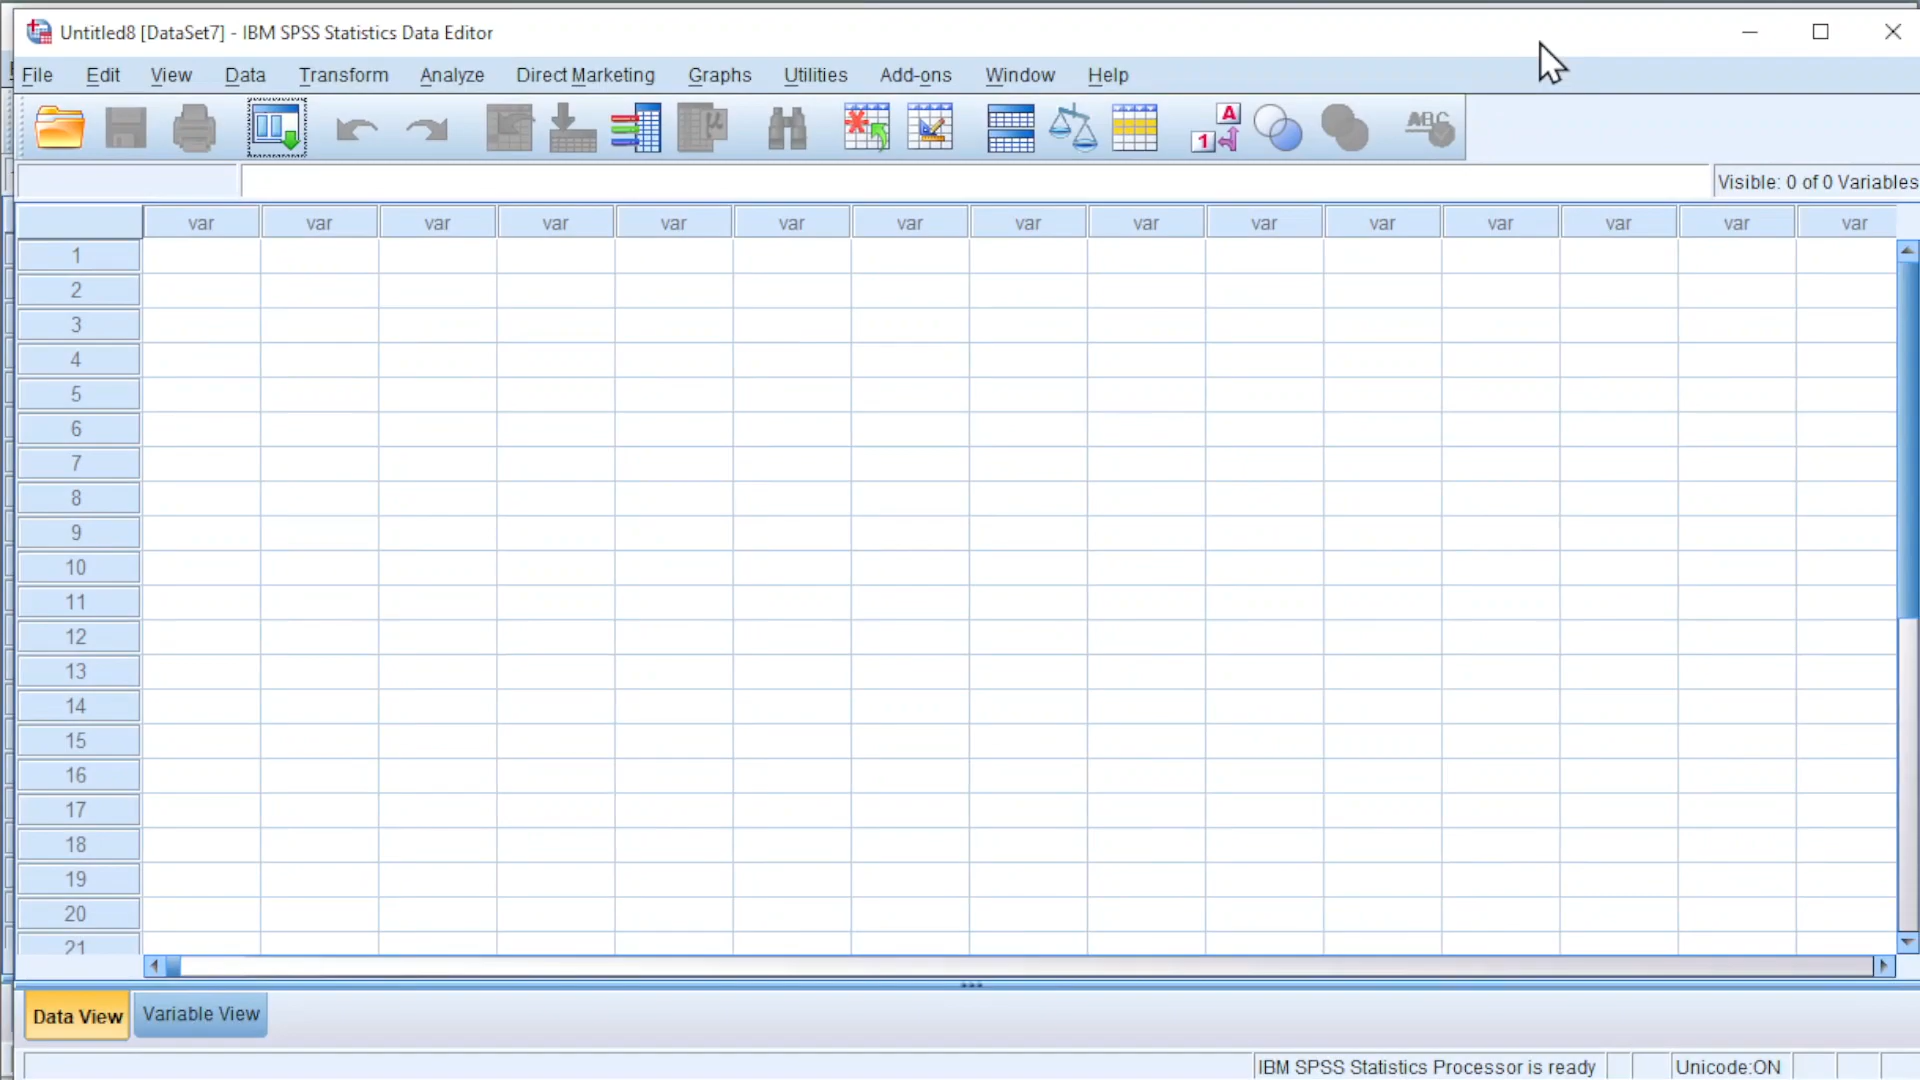 Untitled8 [DataSet7] - IBM SPSS Statistics Data Editor
File Edit View Data Transform Analyze Direct Marketing Graphs Utilities Add-ons Window Help
A
1
ABC
μ
Visible: 0 of 0 Variables
var var var var var var var var var var var var var var var
1
2
3
4
5
6
7
8
9
10
11
12
13
14
15
16
17
18
19
20
21
Data View Variable View
IBM SPSS Statistics Processor is ready Unicode:ON